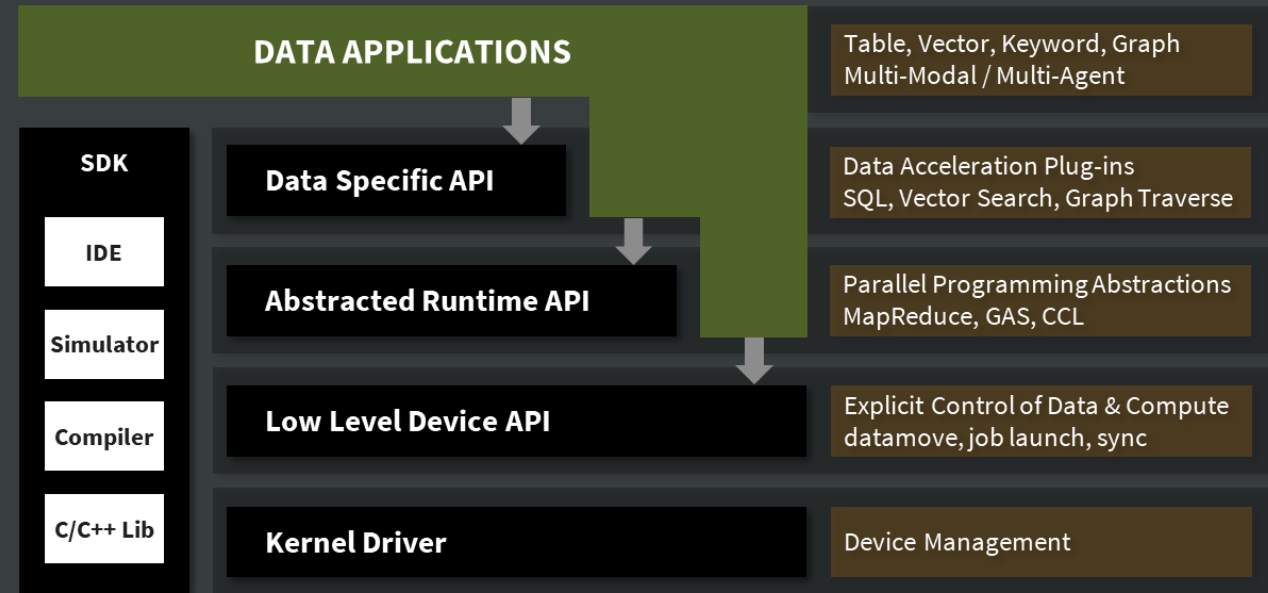 DATA APPLICATIONS
Table, Vector, Keyword, Graph
Multi-Modal / Multi-Agent
SDK
IDE
Simulator
Compiler
C/C++ Lib
Data Specific API
Data Acceleration Plug-ins
SQL, Vector Search, Graph Traverse
Abstracted Runtime API
Parallel Programming Abstractions
MapReduce, GAS, CCL
Low Level Device API
Explicit Control of Data & Compute
datamove, job launch, sync
Kernel Driver
Device Management